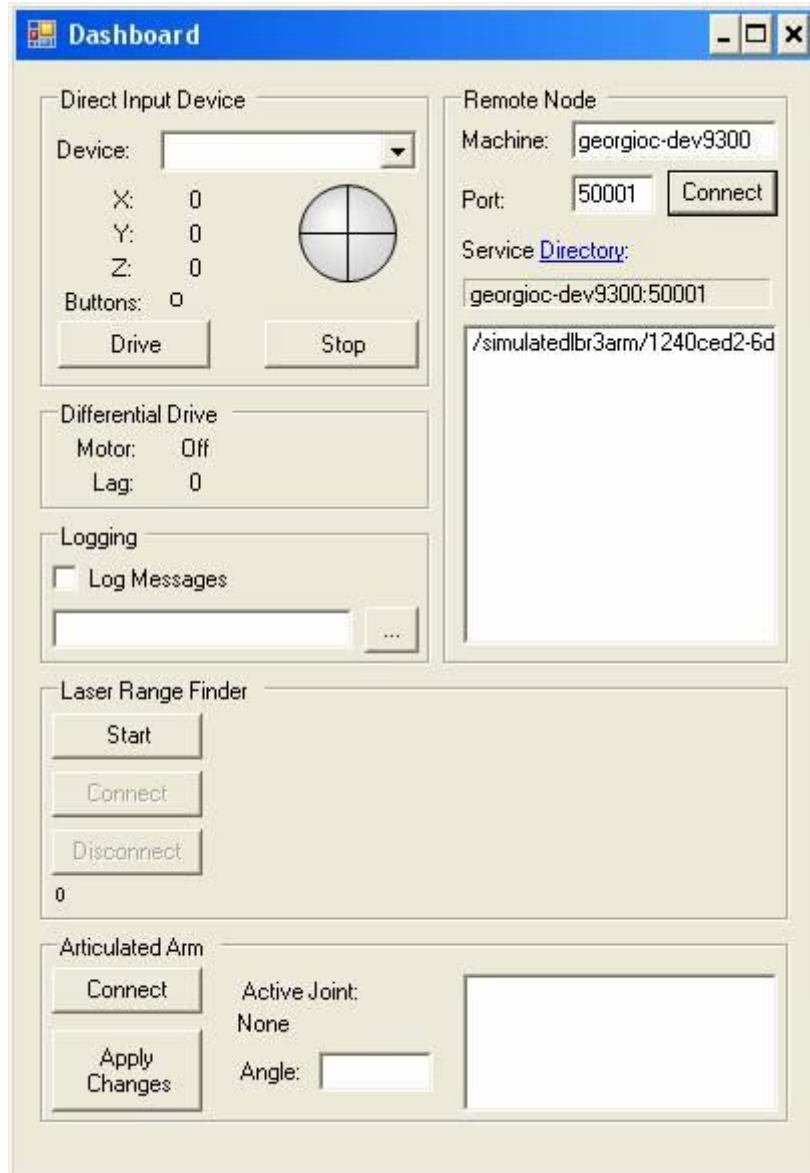 Dashboard
Direct Input Device
Device:
X: 0
Y: 0
Z: 0
Buttons: 0
Drive Stop
Differential Drive
Motor: Off
Lag: 0
Logging
Log Messages
...
Remote Node
Machine: georgioc-dev9300
Port: 50001 Connect
Service Directory:
georgioc-dev9300:50001
/simulatedlbr3arm/1240ced2-6d
Laser Range Finder
Start
Connect
Disconnect
0
Articulated Arm
Connect
Apply
Changes
Active Joint:
None
Angle: